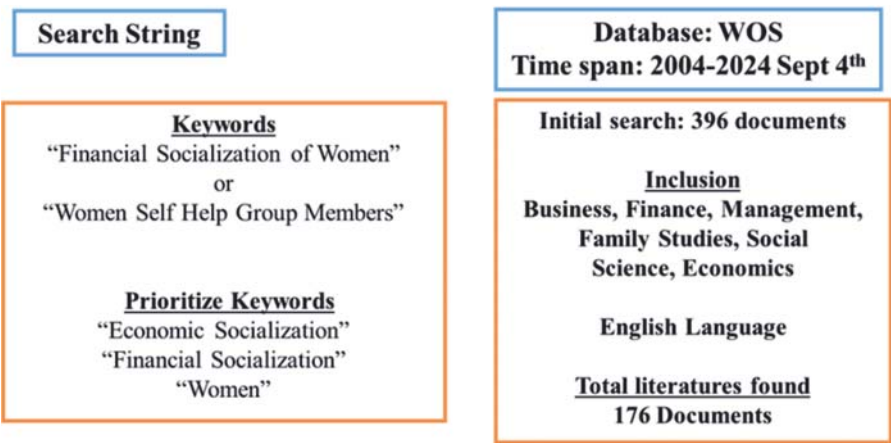 Search String
Keywords
“Financial Socialization of Women”
or
“Women Self Help Group Members”
Prioritize Keywords
“Economic Socialization”
“Financial Socialization”
“Women”
Database: WOS
Time span: 2004-2024 Sept 4th
Initial search: 396 documents
Inclusion
Business, Finance, Management,
Family Studies, Social
Science, Economics
English Language
Total literatures found
176 Documents